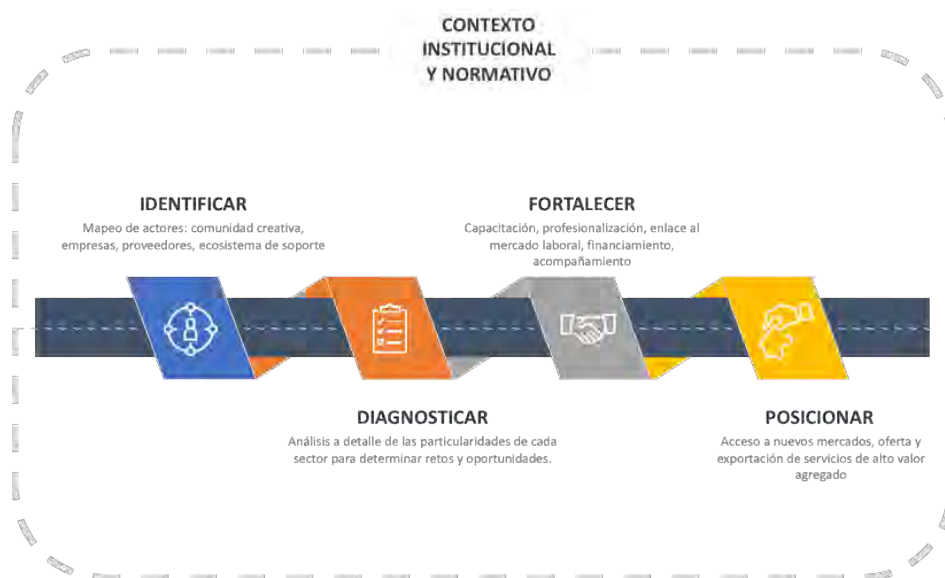 CONTEXTO
INSTITUCIONAL
Y NORMATIVO
IDENTIFICAR
Mapeo de actores: comunidad creativa,
empresas, proveedores, ecosistema de soporte
FORTALECER
Capacitación, profesionalización, enlace al
mercado laboral, financiamiento,
acompañamiento
DIAGNOSTICAR
Análisis a detalle de las particularidades de cada
sector para determinar retos y oportunidades.
POSICIONAR
Acceso a nuevos mercados, oferta y
exportación de servicios de alto valor
agregado